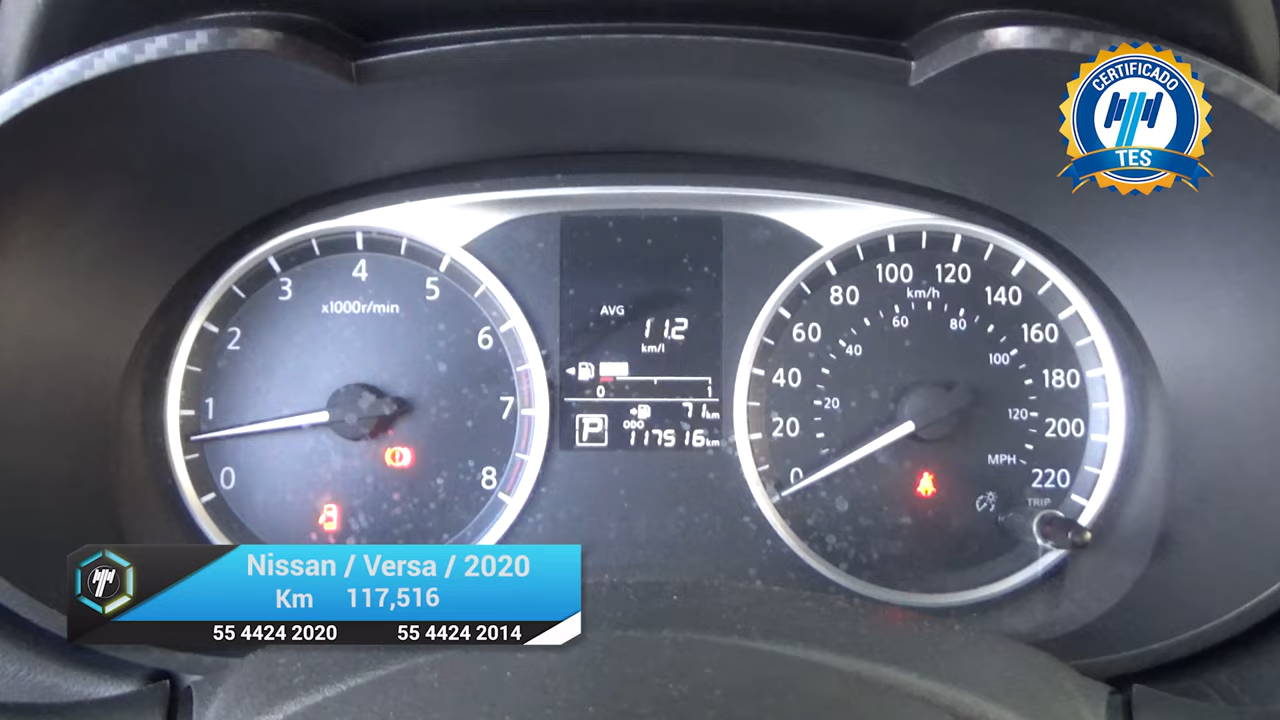 CERTIFICADO
TES
x1000r/min
0
1
2
3
4
5
6
7
8
AVG
11.2
km/l
0 1
71km
P
ODO
117516km
0
20
40
60
80
100
120
140
160
180
200
220
km/h
20
40
60
80
100
120
MPH
TRIP
Nissan / Versa / 2020
Km 117,516
55 4424 2020 55 4424 2014